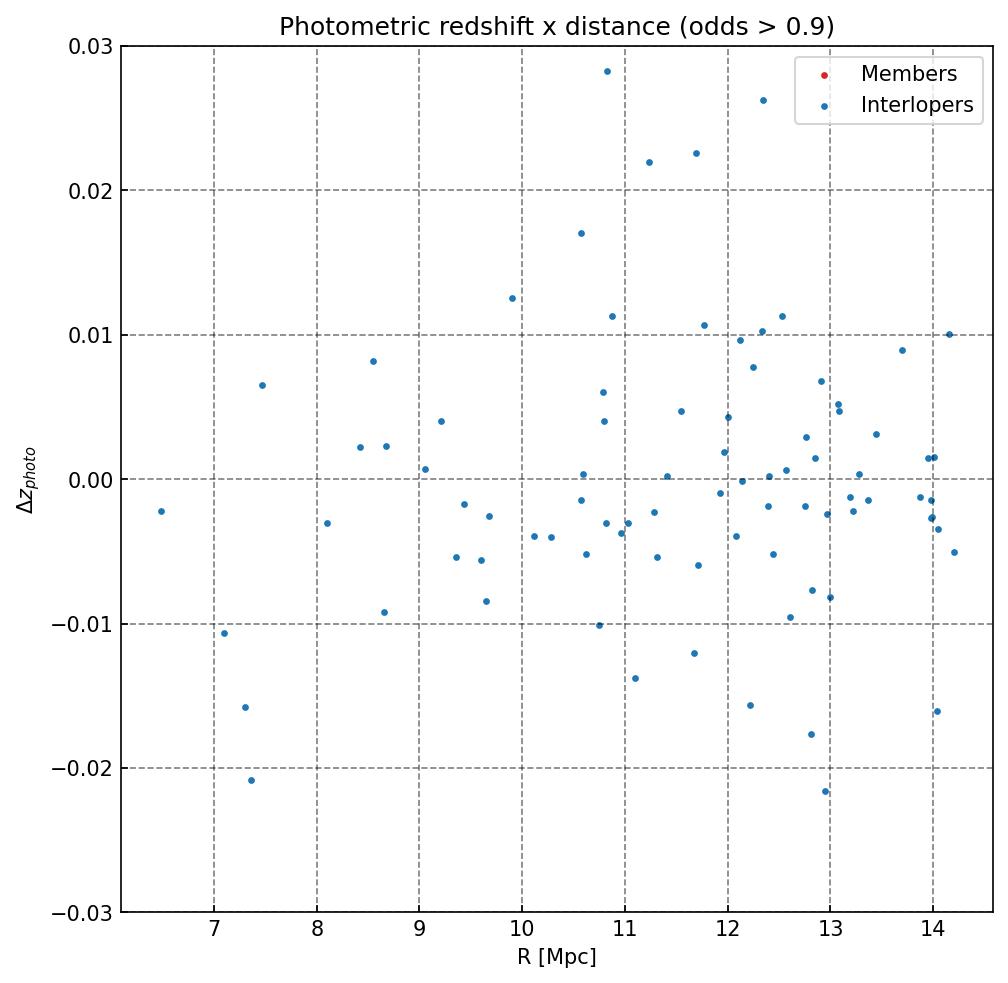 Photometric redshift x distance (odds > 0.9)
Members
Interlopers
0.03
0.02
0.01
0.00
−0.01
−0.02
−0.03
Δz_photo
7 8 9 10 11 12 13 14
R [Mpc]